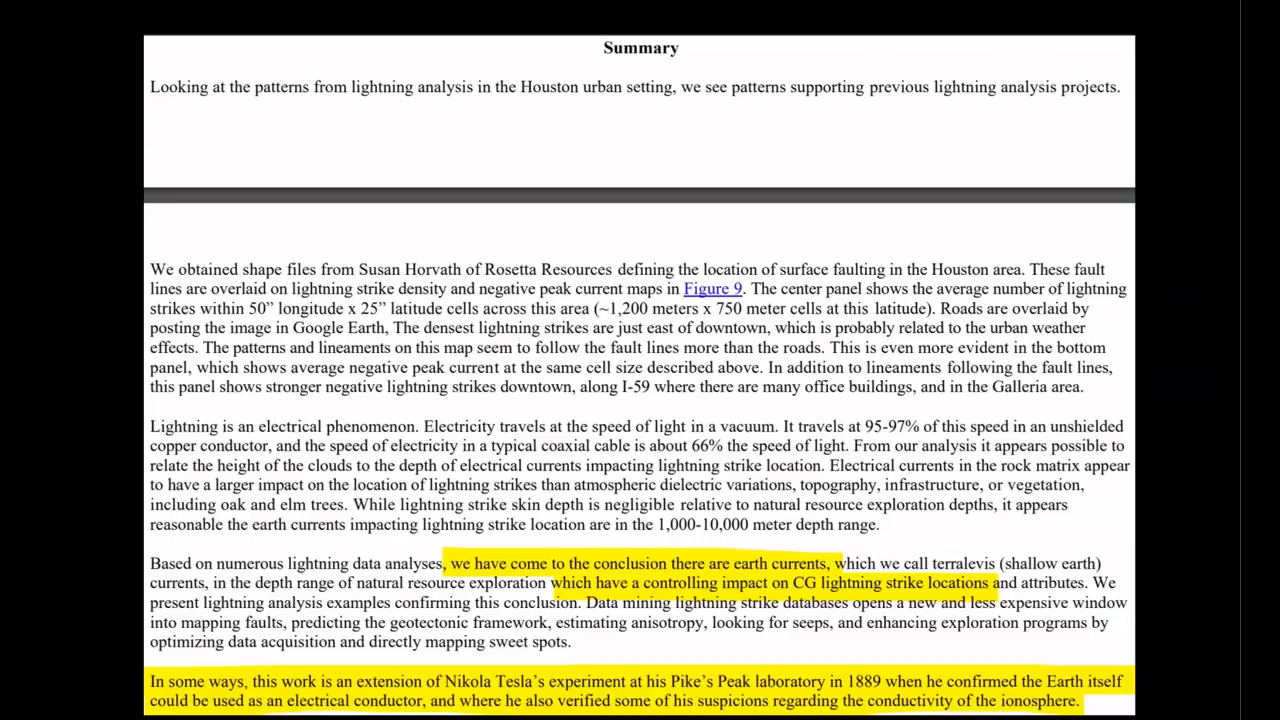 Summary
Looking at the patterns from lightning analysis in the Houston urban setting, we see patterns supporting previous lightning analysis projects.
We obtained shape files from Susan Horvath of Rosetta Resources defining the location of surface faulting in the Houston area. These fault
lines are overlaid on lightning strike density and negative peak current maps in Figure 9. The center panel shows the average number of lightning
strikes within 50” longitude x 25” latitude cells across this area (~1,200 meters x 750 meter cells at this latitude). Roads are overlaid by
posting the image in Google Earth, The densest lightning strikes are just east of downtown, which is probably related to the urban weather
effects. The patterns and lineaments on this map seem to follow the fault lines more than the roads. This is even more evident in the bottom
panel, which shows average negative peak current at the same cell size described above. In addition to lineaments following the fault lines,
this panel shows stronger negative lightning strikes downtown, along I-59 where there are many office buildings, and in the Galleria area.
Lightning is an electrical phenomenon. Electricity travels at the speed of light in a vacuum. It travels at 95-97% of this speed in an unshielded
copper conductor, and the speed of electricity in a typical coaxial cable is about 66% the speed of light. From our analysis it appears possible to
relate the height of the clouds to the depth of electrical currents impacting lightning strike location. Electrical currents in the rock matrix appear
to have a larger impact on the location of lightning strikes than atmospheric dielectric variations, topography, infrastructure, or vegetation,
including oak and elm trees. While lightning strike skin depth is negligible relative to natural resource exploration depths, it appears
reasonable the earth currents impacting lightning strike location are in the 1,000-10,000 meter depth range.
Based on numerous lightning data analyses, we have come to the conclusion there are earth currents, which we call terralevis (shallow earth)
currents, in the depth range of natural resource exploration which have a controlling impact on CG lightning strike locations and attributes. We
present lightning analysis examples confirming this conclusion. Data mining lightning strike databases opens a new and less expensive window
into mapping faults, predicting the geotectonic framework, estimating anisotropy, looking for seeps, and enhancing exploration programs by
optimizing data acquisition and directly mapping sweet spots.
In some ways, this work is an extension of Nikola Tesla’s experiment at his Pike’s Peak laboratory in 1889 when he confirmed the Earth itself
could be used as an electrical conductor, and where he also verified some of his suspicions regarding the conductivity of the ionosphere.